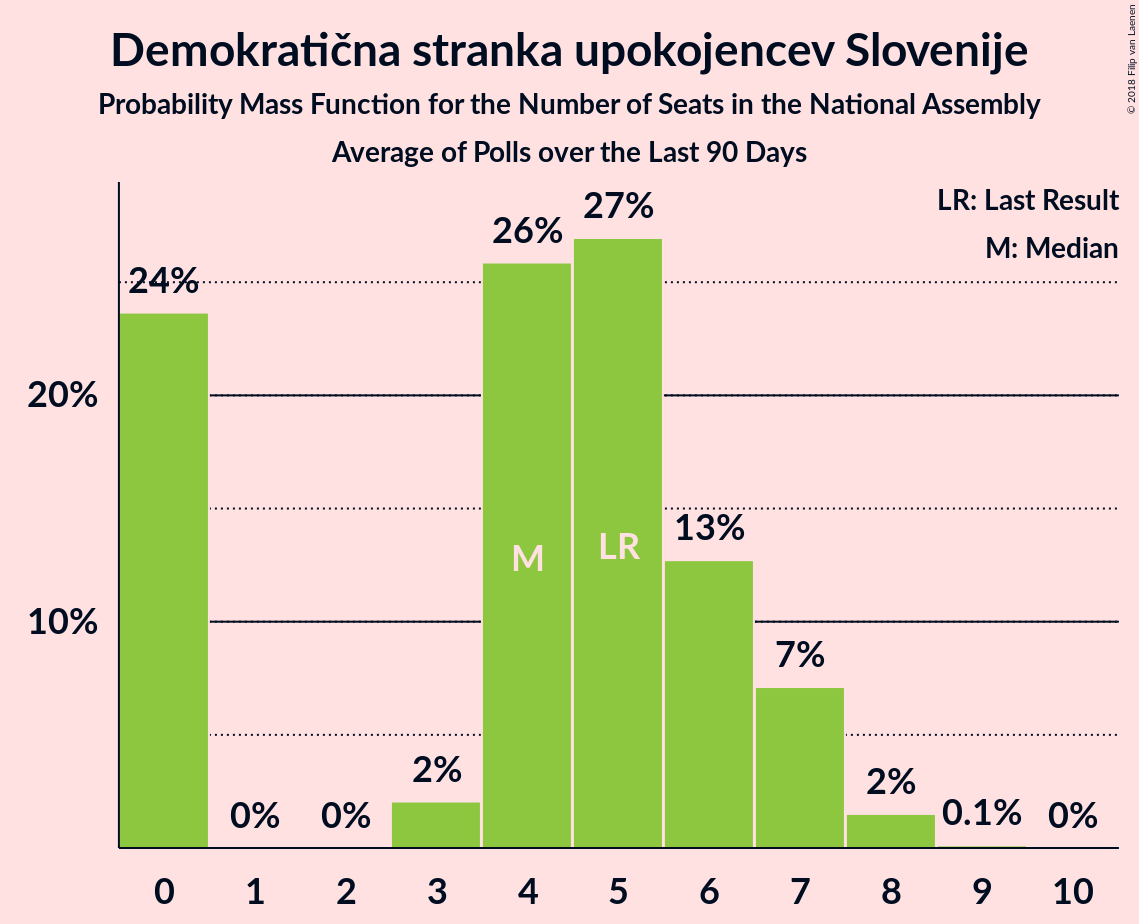 Demokratična stranka upokojencev Slovenije
Probability Mass Function for the Number of Seats in the National Assembly
Average of Polls over the Last 90 Days
© 2018 Filip van Laenen
LR: Last Result
M: Median
24%
0%
0%
2%
26%
27%
13%
7%
2%
0.1%
0%
M
LR
20%
10%
0 1 2 3 4 5 6 7 8 9 10